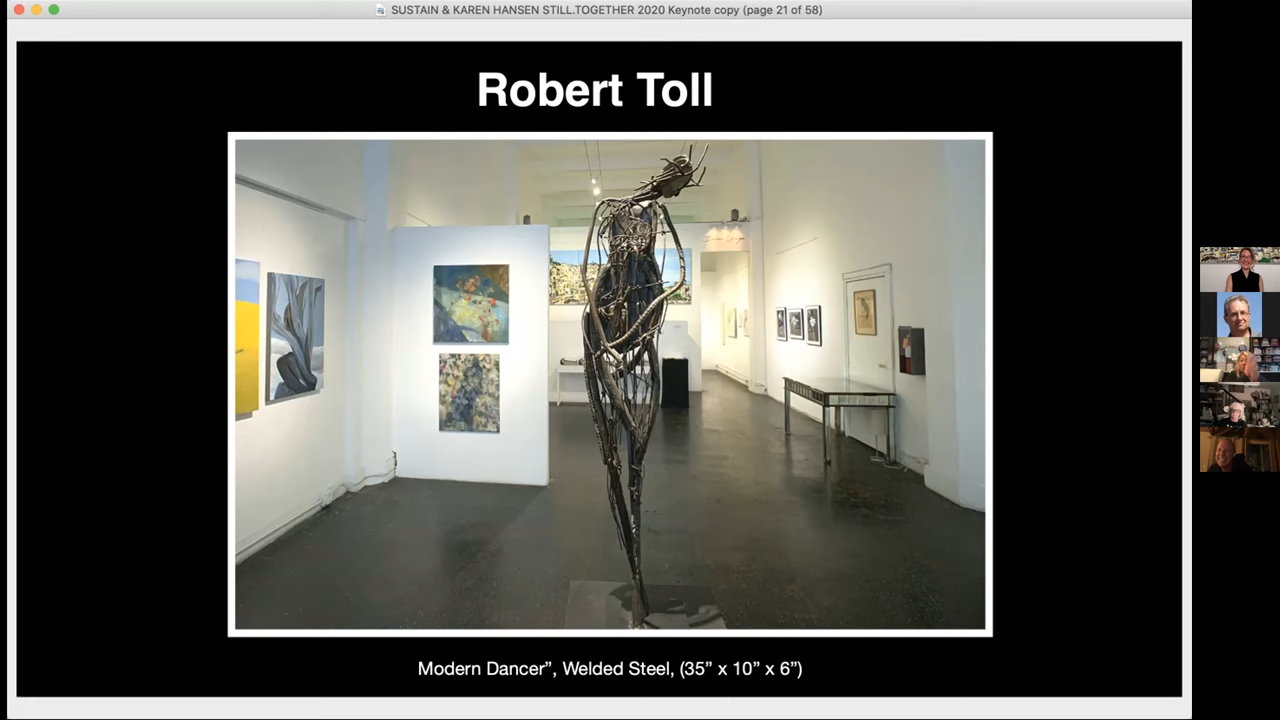 SUSTAIN & KAREN HANSEN STILL.TOGETHER 2020 Keynote copy (page 21 of 58)
Robert Toll
Modern Dancer”, Welded Steel, (35” x 10” x 6”)